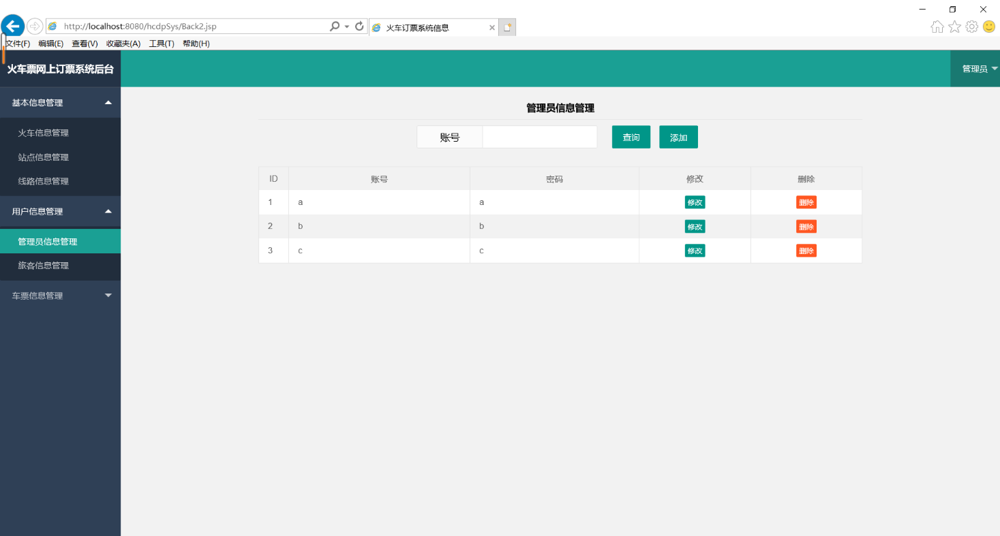 http://localhost:8080/hcdpSys/Back2.jsp
火车订票系统信息
文件(F) 编辑(E) 查看(V) 收藏夹(A) 工具(T) 帮助(H)
火车票网上订票系统后台
管理员
基本信息管理
火车信息管理
站点信息管理
线路信息管理
用户信息管理
管理员信息管理
旅客信息管理
车票信息管理
管理员信息管理
账号 查询 添加
ID 账号 密码 修改 删除
1 a a 修改 删除
2 b b 修改 删除
3 c c 修改 删除